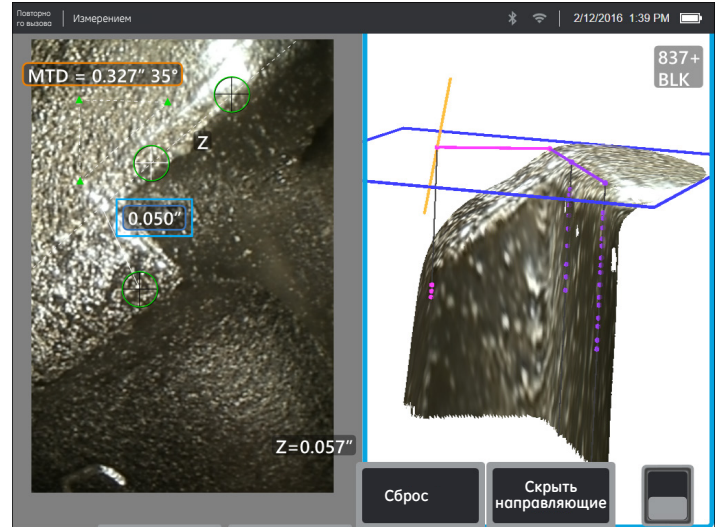 Повторно
го вызова
Измерением
2/12/2016 1:39 PM
MTD = 0.327" 35°
837+
BLK
Z
0.050"
Z=0.057"
Сброс
Скрыть
направляющие